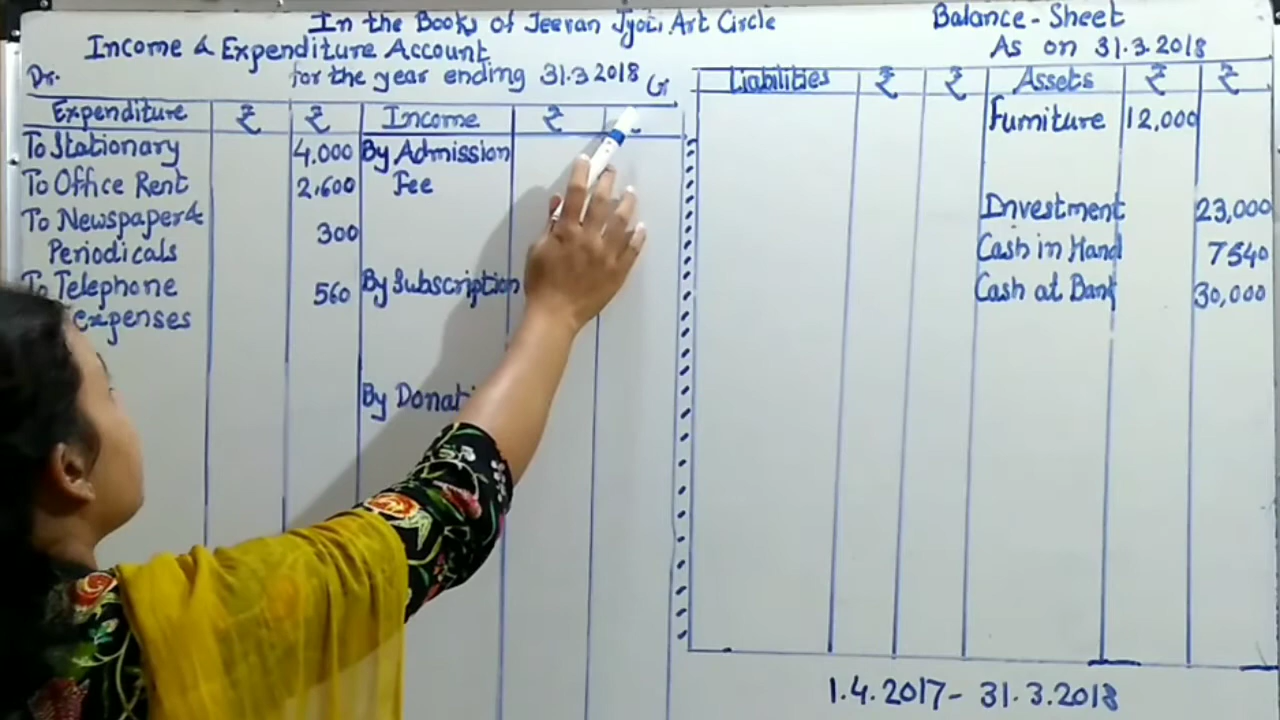 In the Books of Jeevan Jyoti Art Circle
Income & Expenditure Account
for the year ending 31.3 2018
Dr. Cr
Expenditure ₹ ₹ Income ₹
To Stationary 4,000 By Admission
To Office Rent 2,600 Fee
To Newspaper &
Periodicals 300
To Telephone 560 By Subscription
expenses
By
Balance-Sheet
As on 31.3.2018
Liabilities ₹ ₹ Assets ₹ ₹
Furniture 12,000
Investment 23,000
Cash in Hand 7540
Cash at Bank 30,000
1.4.2017- 31.3.2018